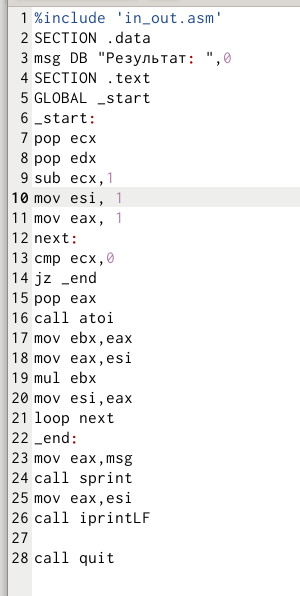 1 %include 'in_out.asm'
2 SECTION .data
3 msg DB "Результат: ",0
4 SECTION .text
5 GLOBAL _start
6 _start:
7 pop ecx
8 pop edx
9 sub ecx,1
10 mov esi, 1
11 mov eax, 1
12 next:
13 cmp ecx,0
14 jz _end
15 pop eax
16 call atoi
17 mov ebx,eax
18 mov eax,esi
19 mul ebx
20 mov esi,eax
21 loop next
22 _end:
23 mov eax,msg
24 call sprint
25 mov eax,esi
26 call iprintLF
27
28 call quit